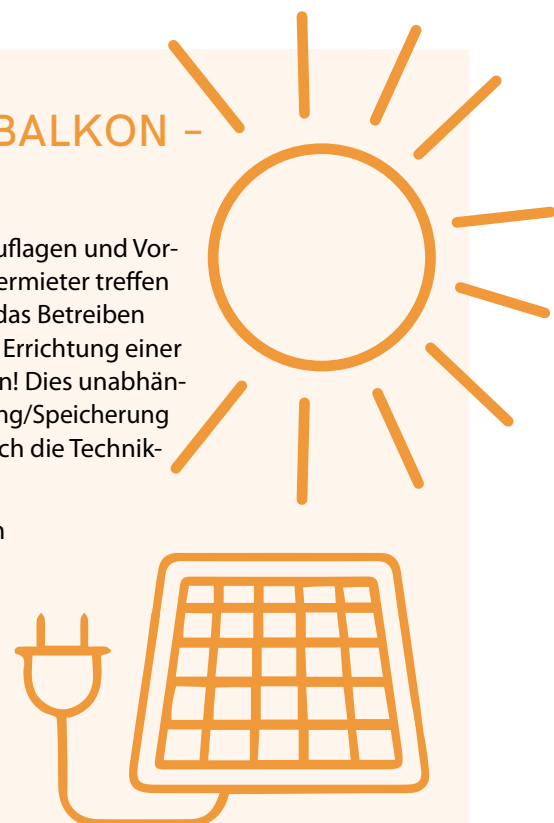 BALKON –
uflagen und Vor-
ermieter treffen
das Betreiben
Errichtung einer
n! Dies unabhän-
ng/Speicherung
ch die Technik-
n